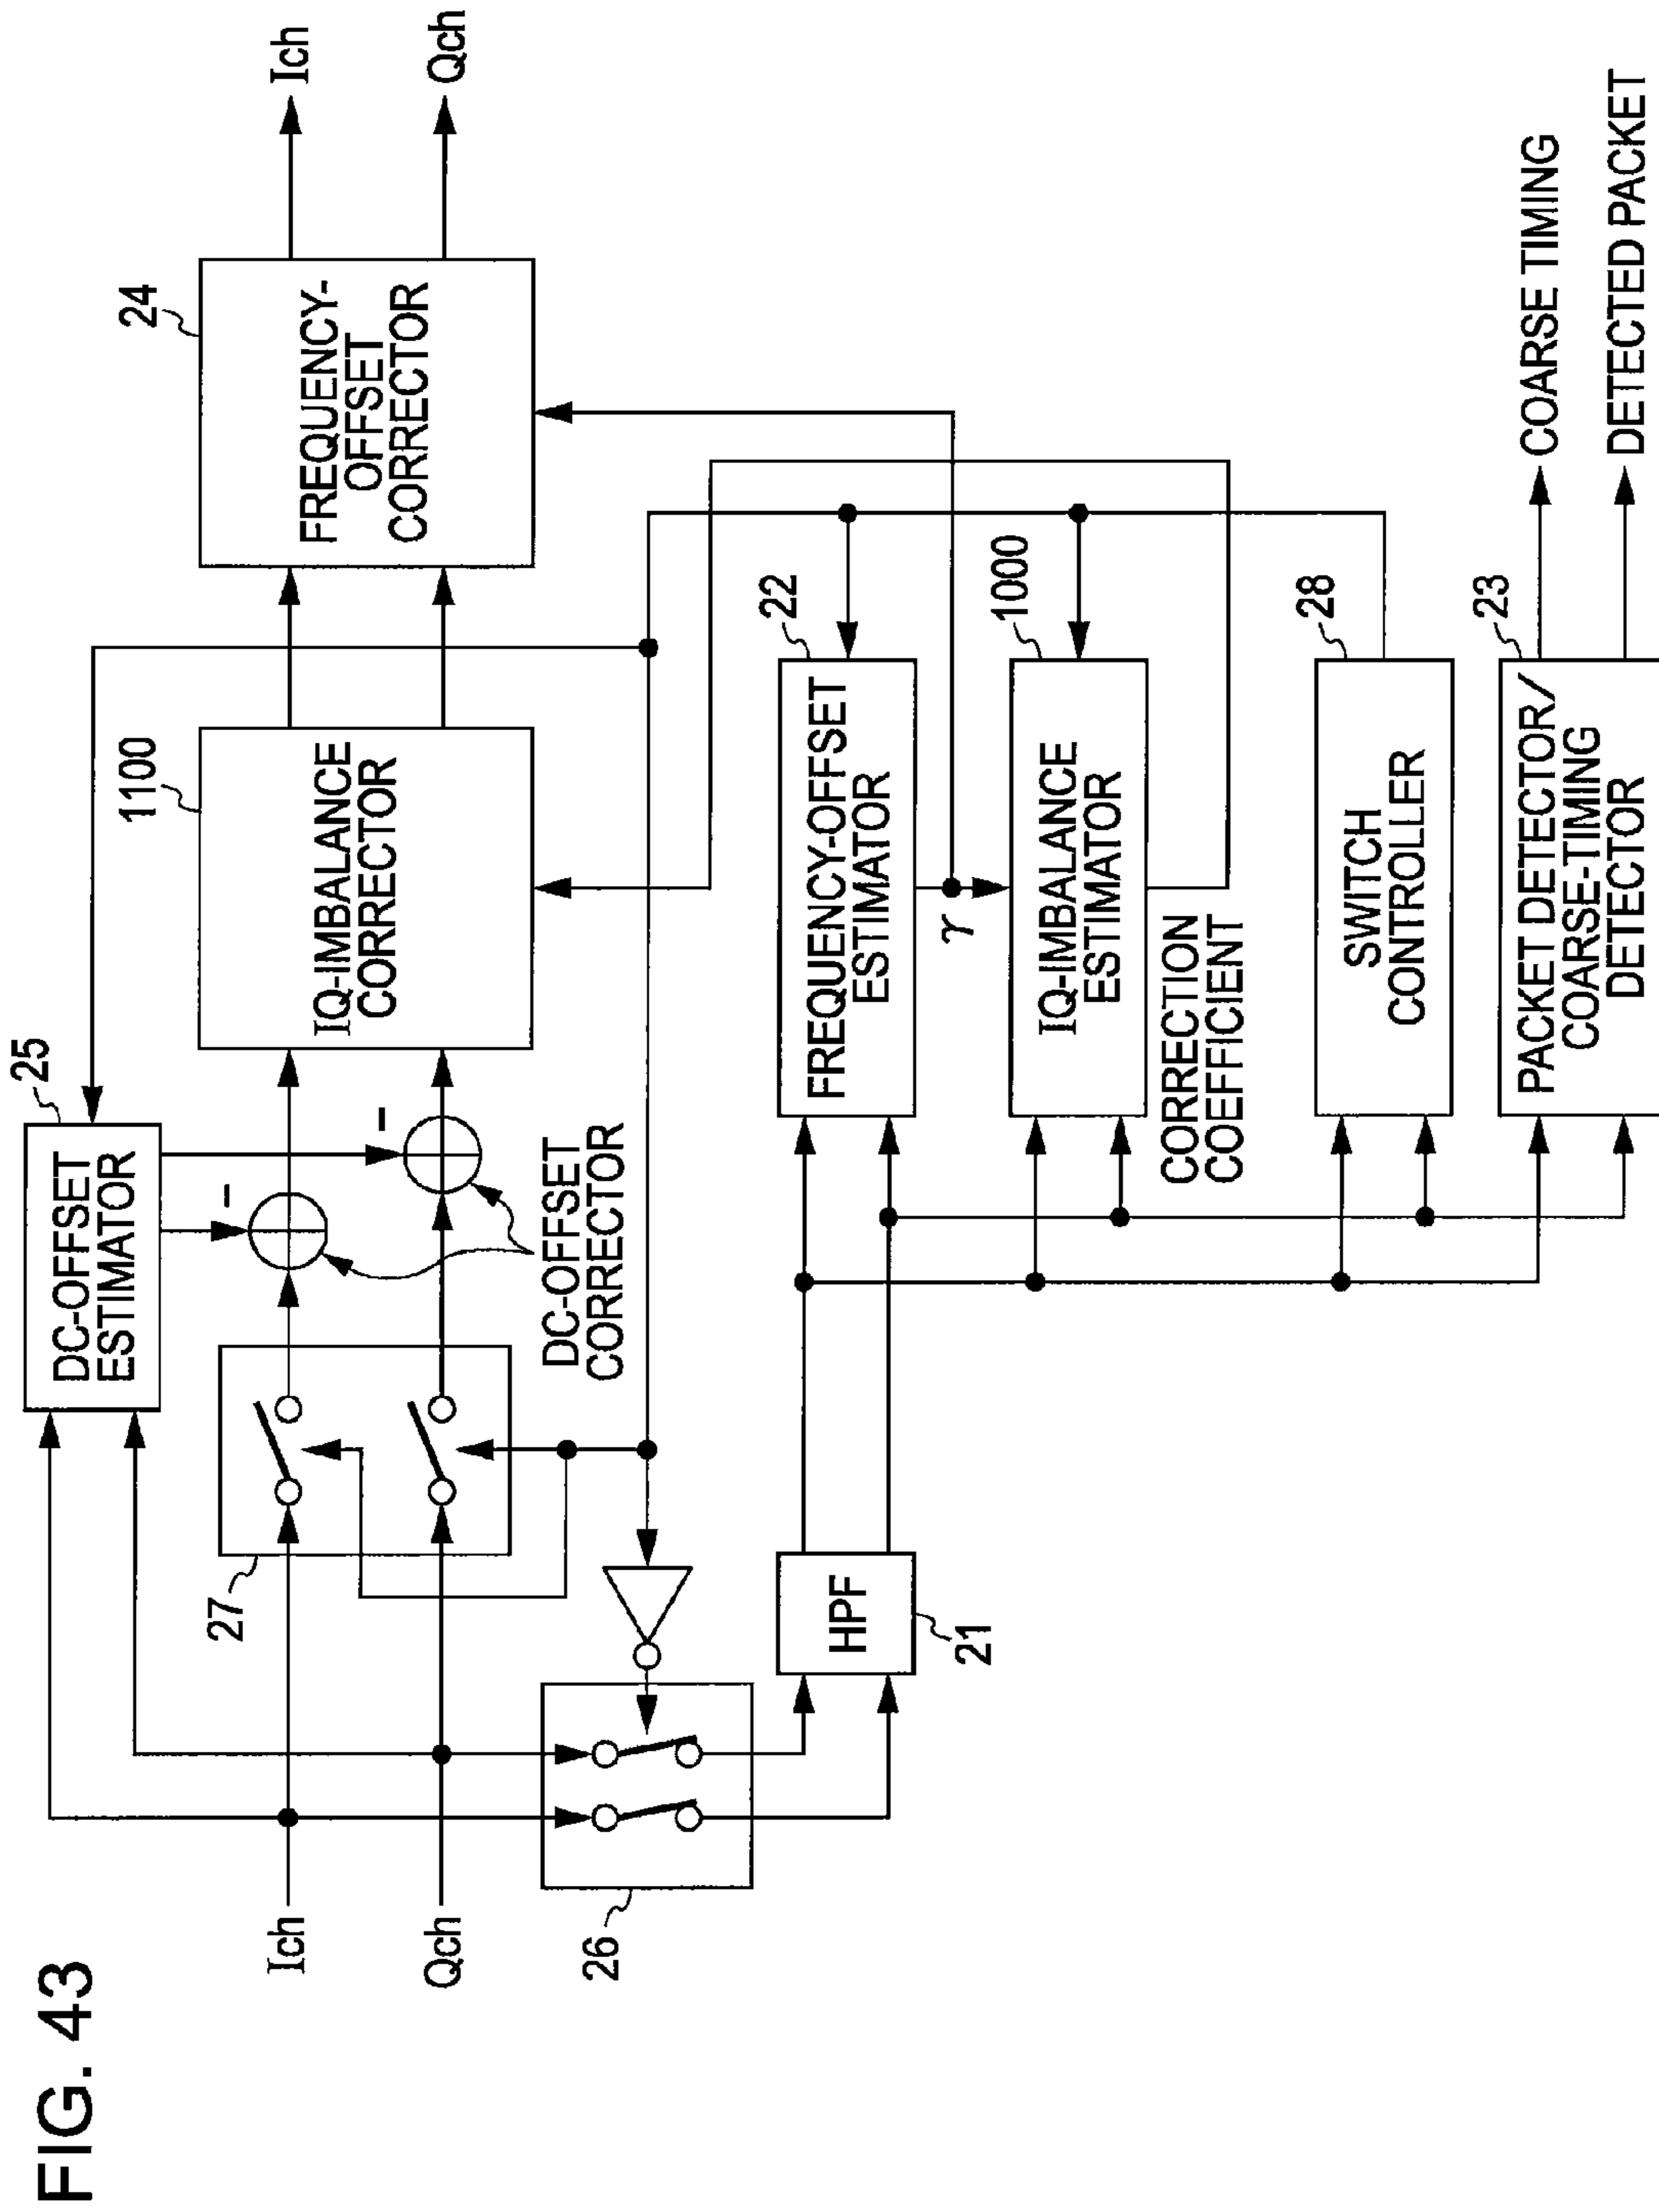 FIG. 43
Ich
Qch
26
27
25
DC-OFFSET
ESTIMATOR
-
-
DC-OFFSET
CORRECTOR
1100
IQ-IMBALANCE
CORRECTOR
24
FREQUENCY-
OFFSET
CORRECTOR
Ich
Qch
HPF
21
22
FREQUENCY-OFFSET
ESTIMATOR
γ
1000
IQ-IMBALANCE
ESTIMATOR
CORRECTION
COEFFICIENT
28
SWITCH
CONTROLLER
23
PACKET DETECTOR/
COARSE-TIMING
DETECTOR
COARSE TIMING
DETECTED PACKET